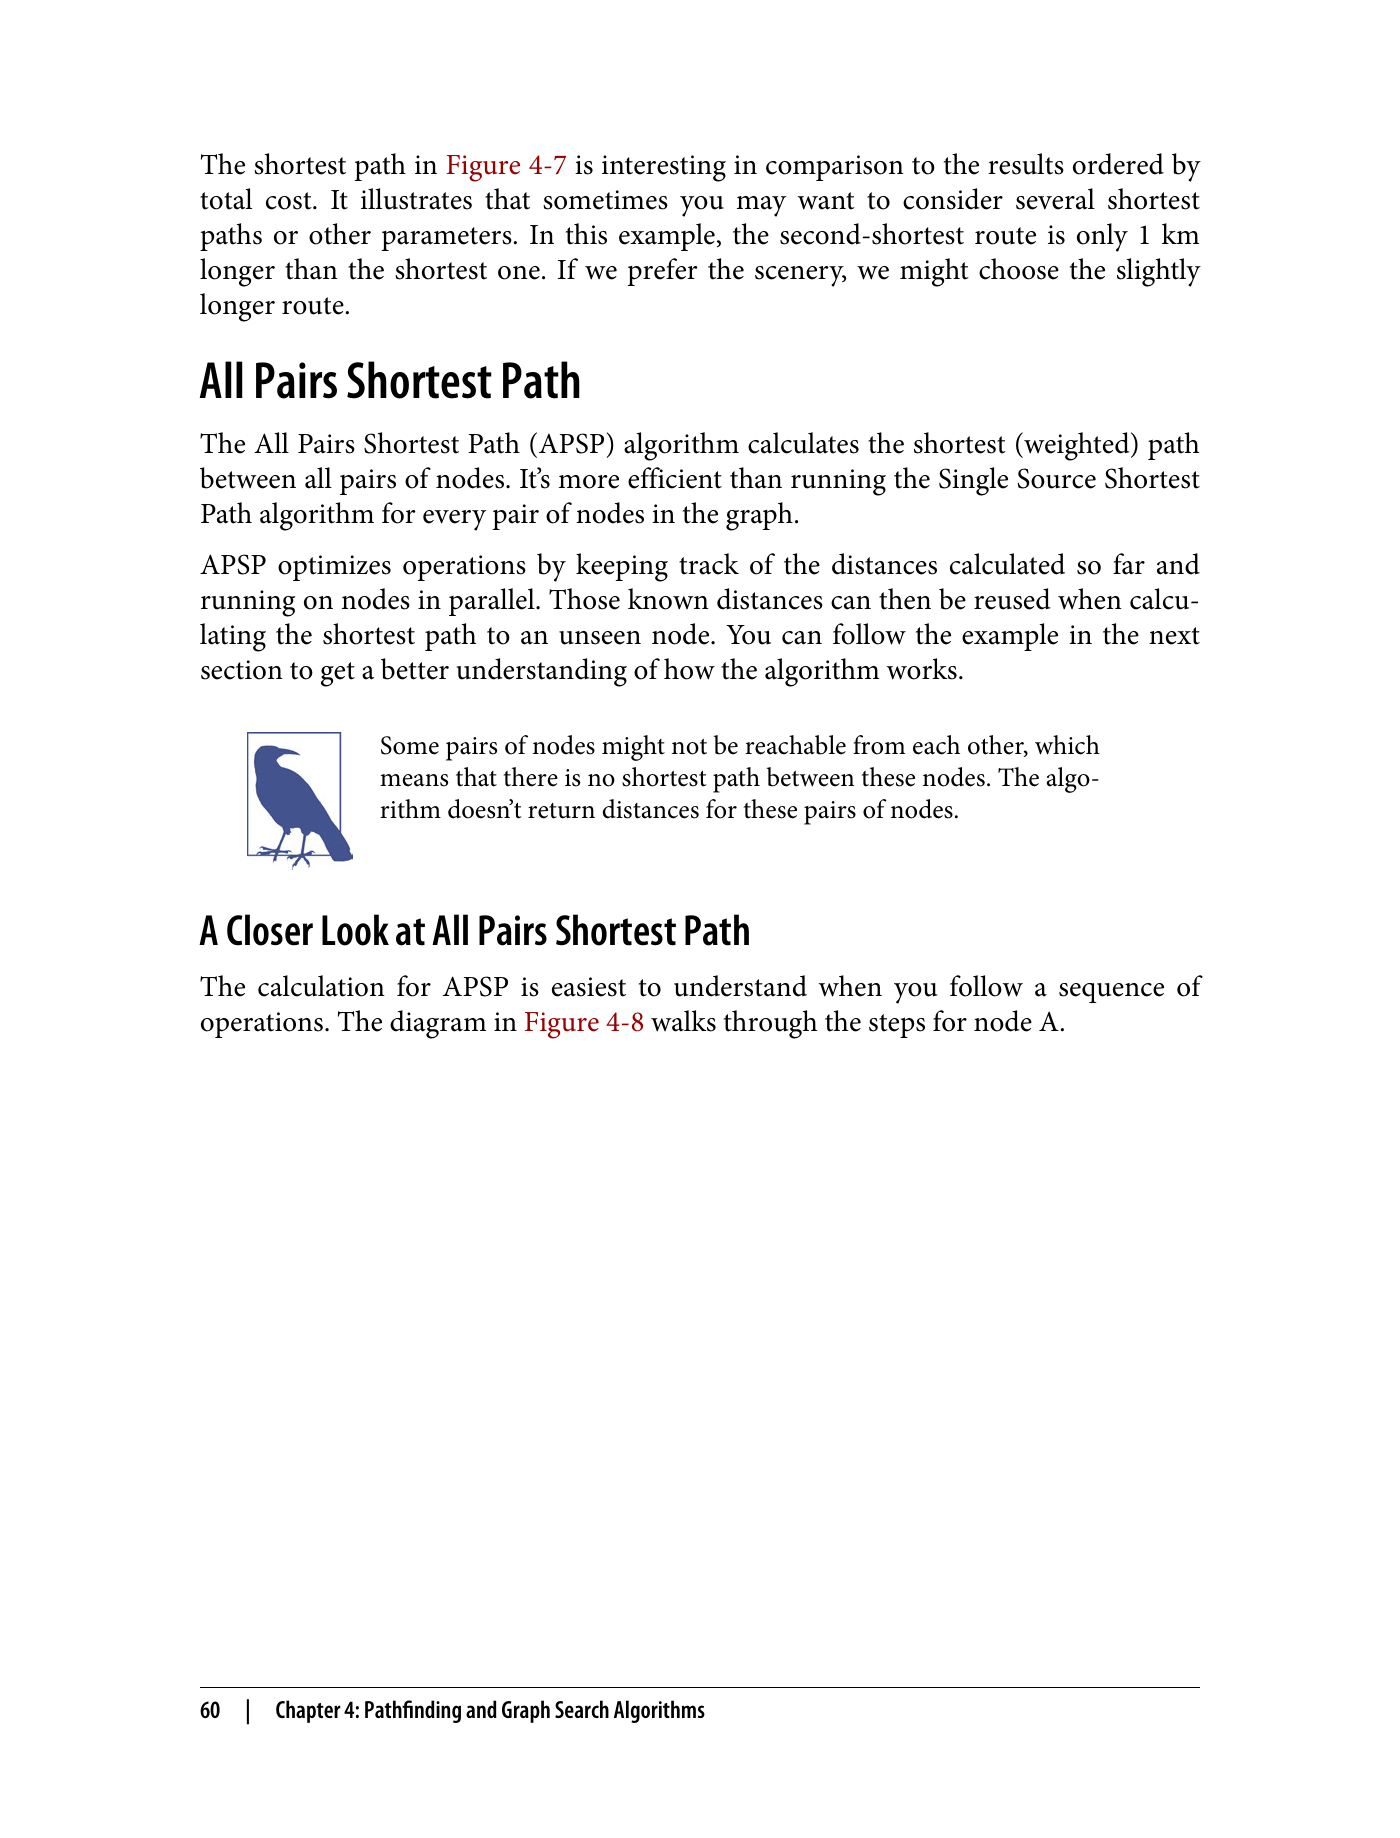 The shortest path in Figure 4-7 is interesting in comparison to the results ordered by
total cost. It illustrates that sometimes you may want to consider several shortest
paths or other parameters. In this example, the second-shortest route is only 1 km
longer than the shortest one. If we prefer the scenery, we might choose the slightly
longer route.
All Pairs Shortest Path
The All Pairs Shortest Path (APSP) algorithm calculates the shortest (weighted) path
between all pairs of nodes. It’s more efficient than running the Single Source Shortest
Path algorithm for every pair of nodes in the graph.
APSP optimizes operations by keeping track of the distances calculated so far and
running on nodes in parallel. Those known distances can then be reused when calcu-
lating the shortest path to an unseen node. You can follow the example in the next
section to get a better understanding of how the algorithm works.
Some pairs of nodes might not be reachable from each other, which
means that there is no shortest path between these nodes. The algo-
rithm doesn’t return distances for these pairs of nodes.
A Closer Look at All Pairs Shortest Path
The calculation for APSP is easiest to understand when you follow a sequence of
operations. The diagram in Figure 4-8 walks through the steps for node A.
60 | Chapter 4: Pathfinding and Graph Search Algorithms